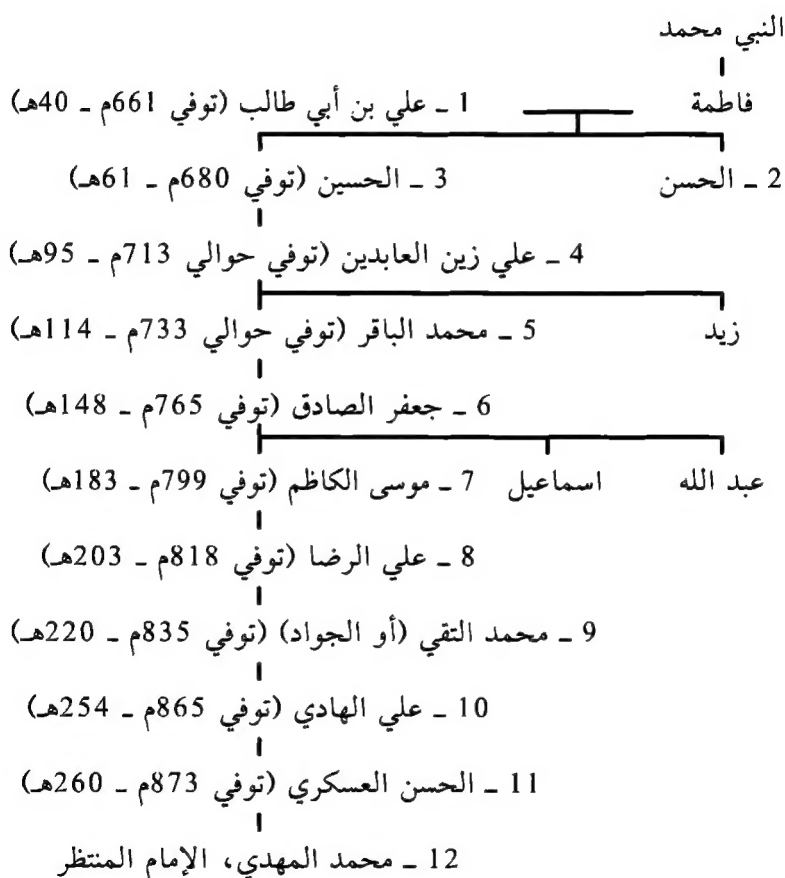 النبي محمد
فاطمة 1 ـ علي بن أبي طالب (توفي 661م ـ 40هـ)
2 ـ الحسن 3 ـ الحسين (توفي 680م ـ 61هـ)
4 ـ علي زين العابدين (توفي حوالي 713م ـ 95هـ)
زيد 5 ـ محمد الباقر (توفي حوالي 733م ـ 114هـ)
6 ـ جعفر الصادق (توفي 765م ـ 148هـ)
عبد الله اسماعيل 7 ـ موسى الكاظم (توفي 799م ـ 183هـ)
8 ـ علي الرضا (توفي 818م ـ 203هـ)
9 ـ محمد التقي (أو الجواد) (توفي 835م ـ 220هـ)
10 ـ علي الهادي (توفي 865م ـ 254هـ)
11 ـ الحسن العسكري (توفي 873م ـ 260هـ)
12 ـ محمد المهدي، الإمام المنتظر